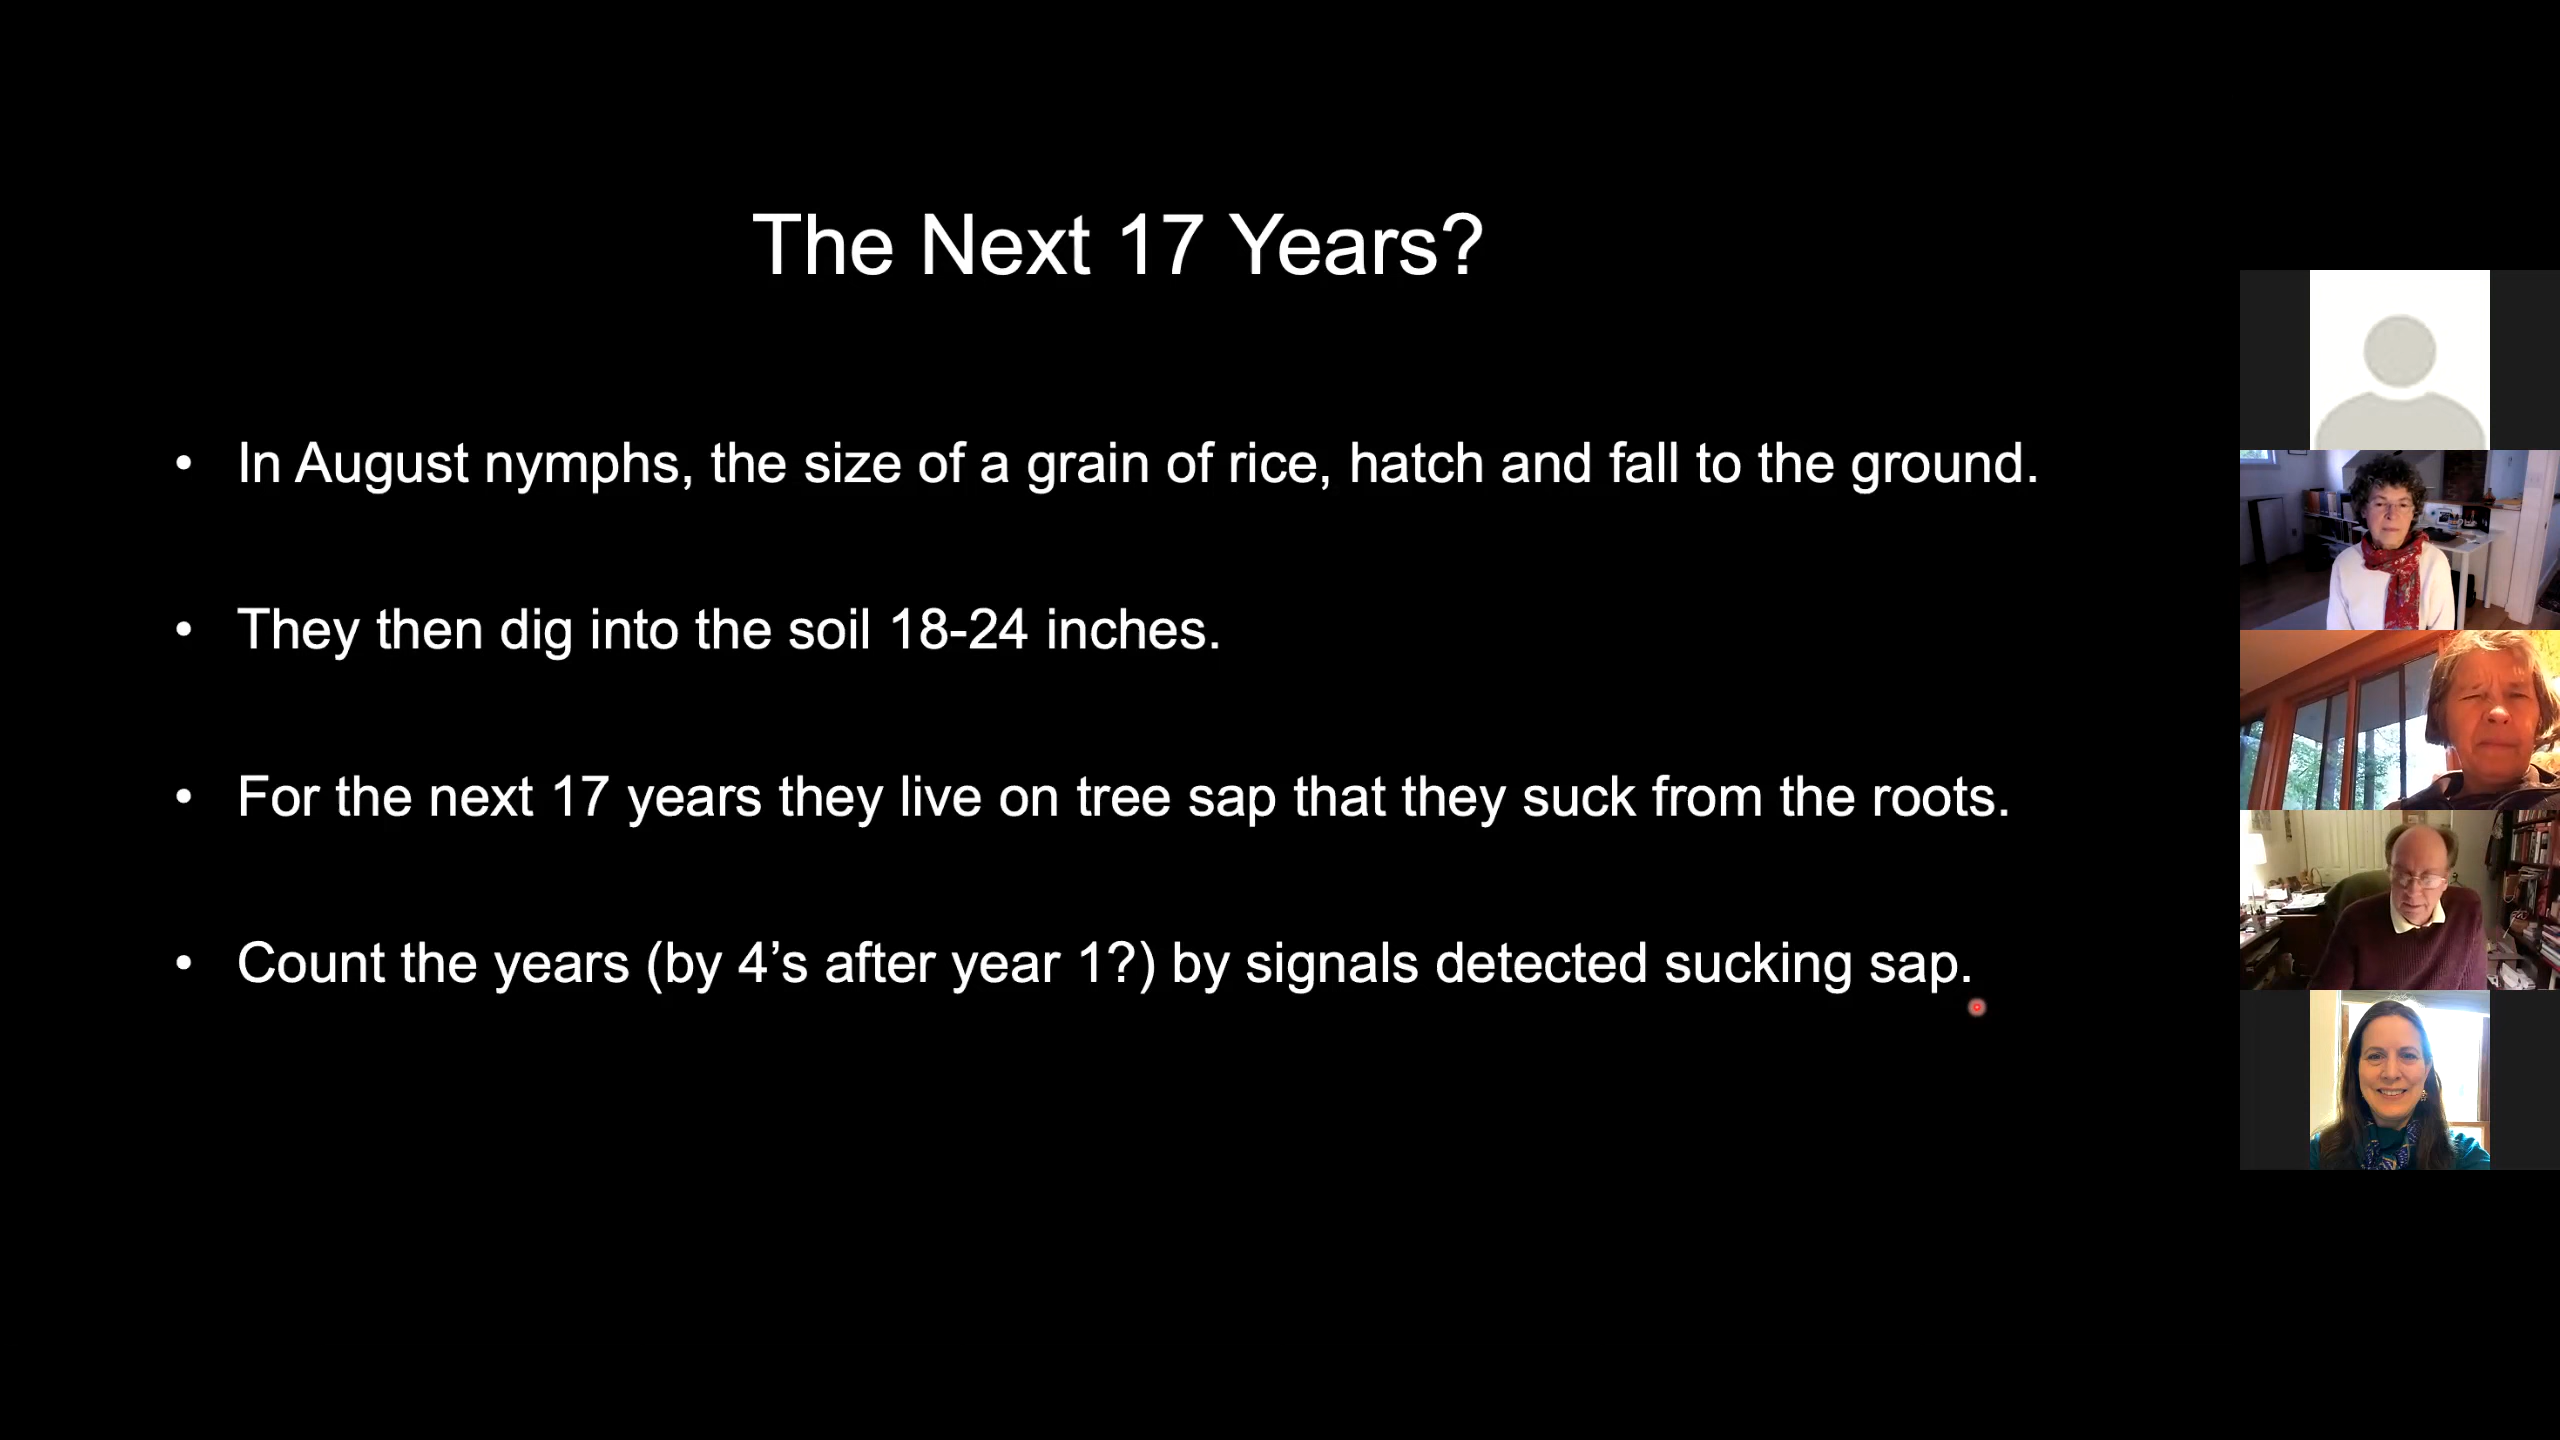 The Next 17 Years?
• In August nymphs, the size of a grain of rice, hatch and fall to the ground.
• They then dig into the soil 18-24 inches.
• For the next 17 years they live on tree sap that they suck from the roots.
• Count the years (by 4’s after year 1?) by signals detected sucking sap.